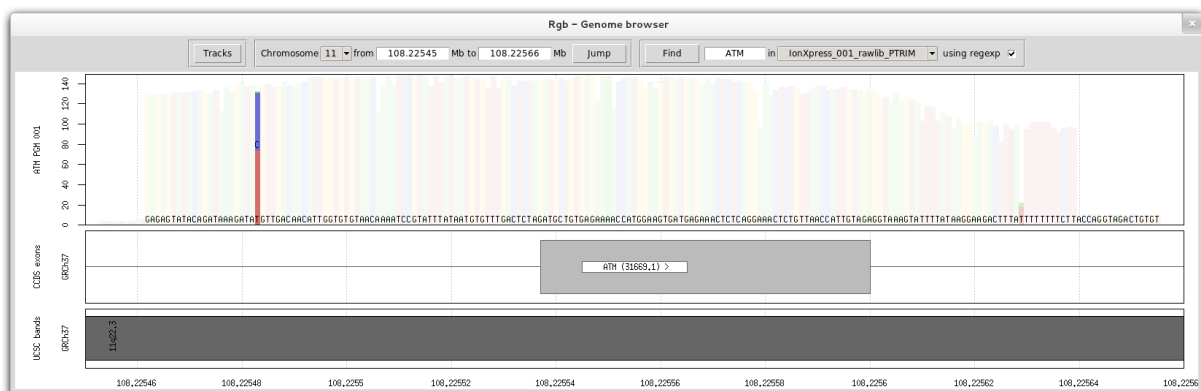 Rgb - Genome browser
Tracks Chromosome 11 from 108.22545 Mb to 108.22566 Mb Jump Find ATM in IonXpress_001_rawlib_PTRIM using regexp
ATM PGM 001
140
120
100
80
60
40
20
0
C
GAGAGTATACAGATAAAGATATGTTGACAACATTGGTGTGTAACAAAATCCGTATTTATAATGTGTTTGACTCTAGATGCTGTGAGAAAACCATGGAAGTGATGAGAAACTCTCAGGAAACTCTGTTAACCATTGTAGAGGTAAAGTATTTTATAAGGAAGACTTTATTTTTTTTCTTACCAGGTAGACTGTGT
CCDS exons
GRCh37
ATM (31669.1) >
UCSC bands
GRCh37
11q22.3
108.22546 108.22548 108.2255 108.22552 108.22554 108.22556 108.22558 108.2256 108.22562 108.22564 108.2256